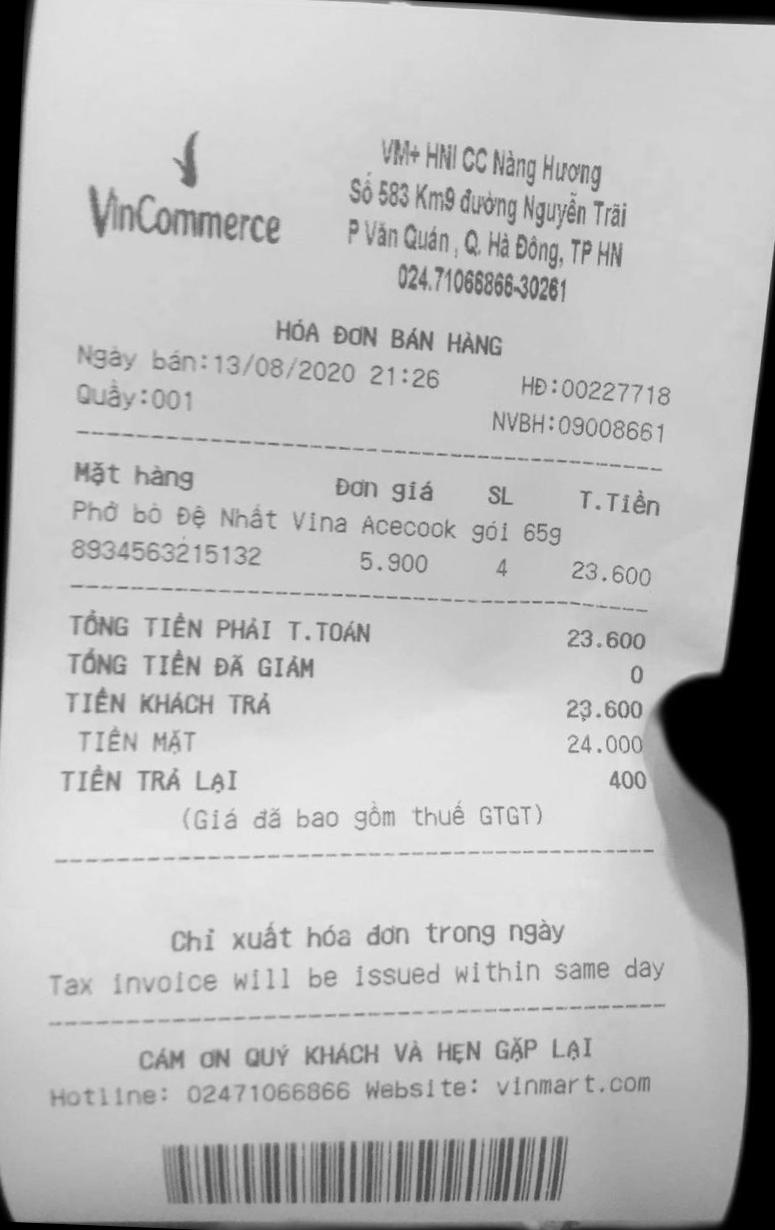 VinCommerce
VM+ HNI CC Nàng Hương
Số 583 Km9 đường Nguyễn Trãi
P Văn Quán , Q. Hà Đông, TP HN
024.71066866-30261
HÓA ĐƠN BÁN HÀNG
Ngày bán:13/08/2020 21:26 HĐ:00227718
Quầy:001 NVBH:09008661
Mặt hàng Đơn giá SL T.Tiền
Phở bò Đệ Nhất Vina Acecook gói 65g
8934563215132 5.900 4 23.600
TỔNG TIỀN PHẢI T.TOÁN 23.600
TỔNG TIỀN ĐÃ GIẢM 0
TIỀN KHÁCH TRẢ 23.600
TIỀN MẶT 24.000
TIỀN TRẢ LẠI 400
(Giá đã bao gồm thuế GTGT)
Chỉ xuất hóa đơn trong ngày
Tax invoice will be issued within same day
CẢM ƠN QUÝ KHÁCH VÀ HẸN GẶP LẠI
Hotline: 02471066866 Website: vinmart.com